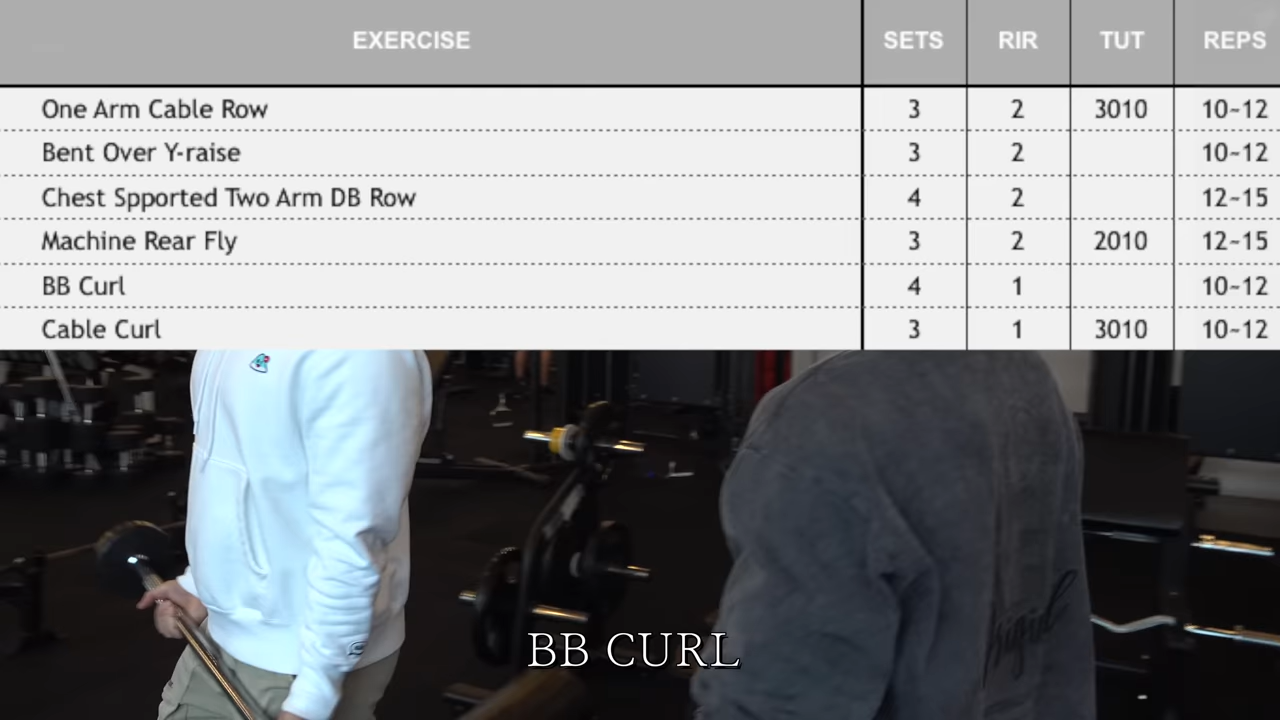 EXERCISE SETS RIR TUT REPS
One Arm Cable Row 3 2 3010 10~12
Bent Over Y-raise 3 2 10~12
Chest Spported Two Arm DB Row 4 2 12~15
Machine Rear Fly 3 2 2010 12~15
BB Curl 4 1 10~12
Cable Curl 3 1 3010 10~12
BB CURL